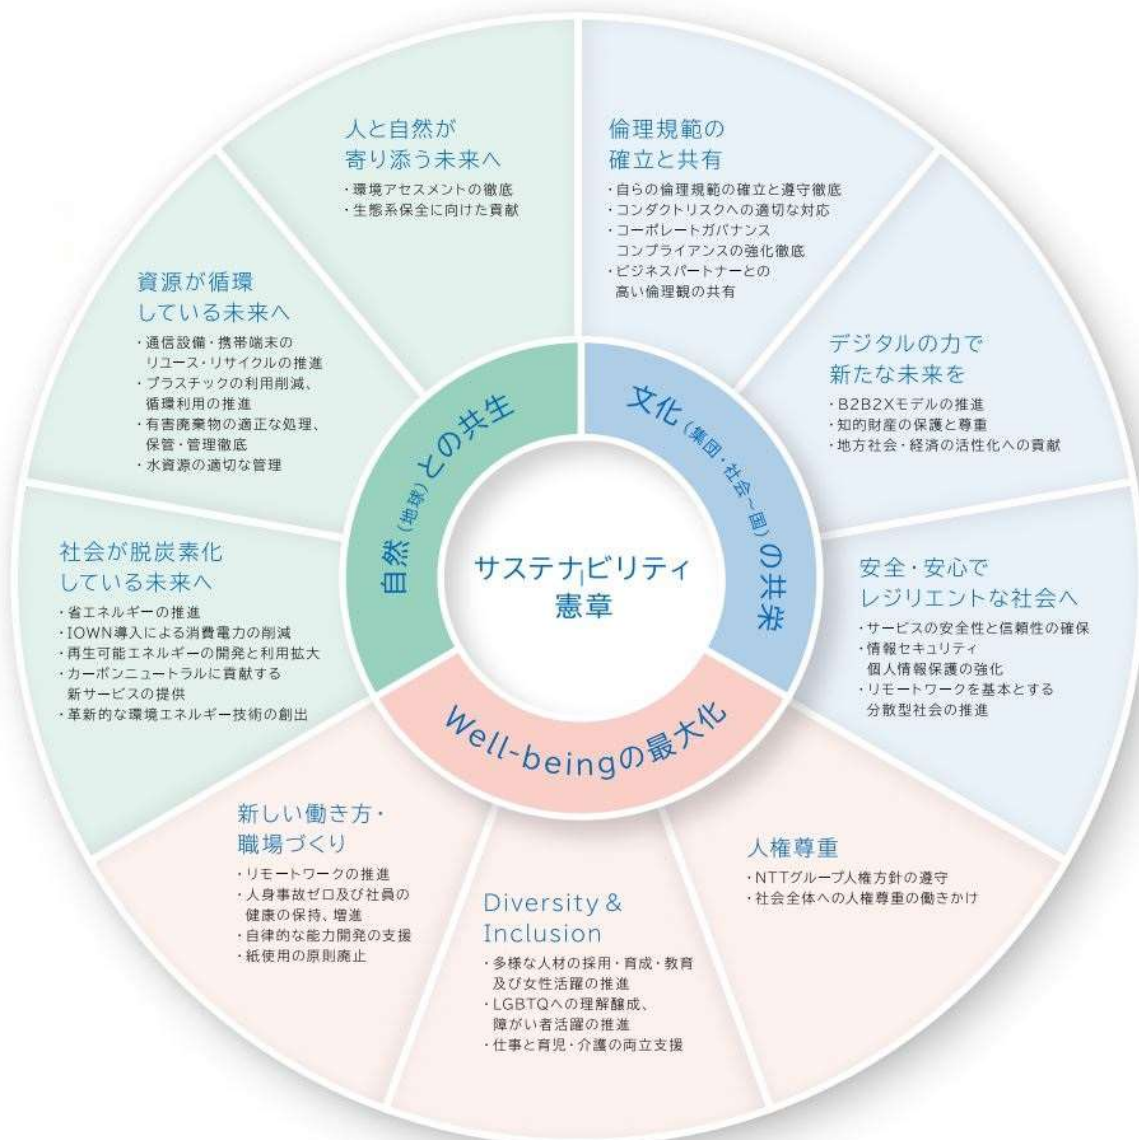 サステナビリティ
憲章
自然(地球)との共生
文化(集団・社会~国)の共栄
Well-beingの最大化
人と自然が
寄り添う未来へ
・環境アセスメントの徹底
・生態系保全に向けた貢献
倫理規範の
確立と共有
・自らの倫理規範の確立と遵守徹底
・コンダクトリスクへの適切な対応
・コーポレートガバナンス
コンプライアンスの強化徹底
・ビジネスパートナーとの
高い倫理観の共有
デジタルの力で
新たな未来を
・B2B2Xモデルの推進
・知的財産の保護と尊重
・地方社会・経済の活性化への貢献
安全・安心で
レジリエントな社会へ
・サービスの安全性と信頼性の確保
・情報セキュリティ
個人情報保護の強化
・リモートワークを基本とする
分散型社会の推進
人権尊重
・NTTグループ人権方針の遵守
・社会全体への人権尊重の働きかけ
Diversity &
Inclusion
・多様な人材の採用・育成・教育
及び女性活躍の推進
・LGBTQへの理解醸成、
障がい者活躍の推進
・仕事と育児・介護の両立支援
新しい働き方・
職場づくり
・リモートワークの推進
・人身事故ゼロ及び社員の
健康の保持、増進
・自律的な能力開発の支援
・紙使用の原則廃止
社会が脱炭素化
している未来へ
・省エネルギーの推進
・IOWN導入による消費電力の削減
・再生可能エネルギーの開発と利用拡大
・カーボンニュートラルに貢献する
新サービスの提供
・革新的な環境エネルギー技術の創出
資源が循環
している未来へ
・通信設備・携帯端末の
リユース・リサイクルの推進
・プラスチックの利用削減、
循環利用の推進
・有害廃棄物の適正な処理、
保管・管理徹底
・水資源の適切な管理